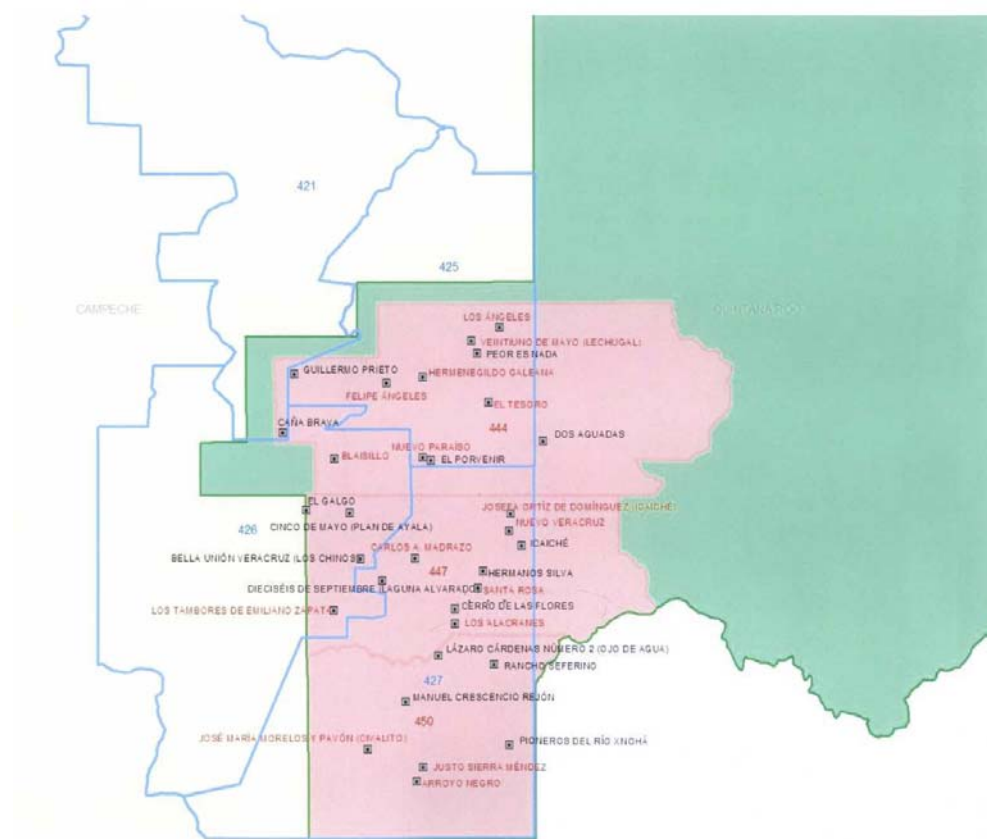 421
425
CAMPECHE
QUINTANA ROO
LOS ÁNGELES
VEINTIUNO DE MAYO (LECHUGAL)
PEOR ES NADA
GUILLERMO PRIETO
HERMENEGILDO GALEANA
FELIPE ÁNGELES
EL TESORO
444
CAÑA BRAVA
DOS AGUADAS
NUEVO PARAÍSO
BLAISILLO
EL PORVENIR
EL GALGO
JOSEFA ORTÍZ DE DOMÍNGUEZ (ICAICHÉ)
426
CINCO DE MAYO (PLAN DE AYALA)
NUEVO VERACRUZ
ICAICHÉ
CARLOS A. MADRAZO
BELLA UNIÓN VERACRUZ (LOS CHINOS
447
HERMANOS SILVA
DIECISÉIS DE SEPTIEMBRE (LAGUNA ALVARADO
SANTA ROSA
LOS TAMBORES DE EMILIANO ZAPATA
CERRO DE LAS FLORES
LOS ALACRANES
LÁZARO CÁRDENAS NÚMERO 2 (OJO DE AGUA)
RANCHO SEFERINO
427
MANUEL CRESCENCIO REJÓN
450
JOSÉ MARÍA MORELOS Y PAVÓN (CIVALITO)
PIONEROS DEL RÍO XNOHÁ
JUSTO SIERRA MÉNDEZ
ARROYO NEGRO